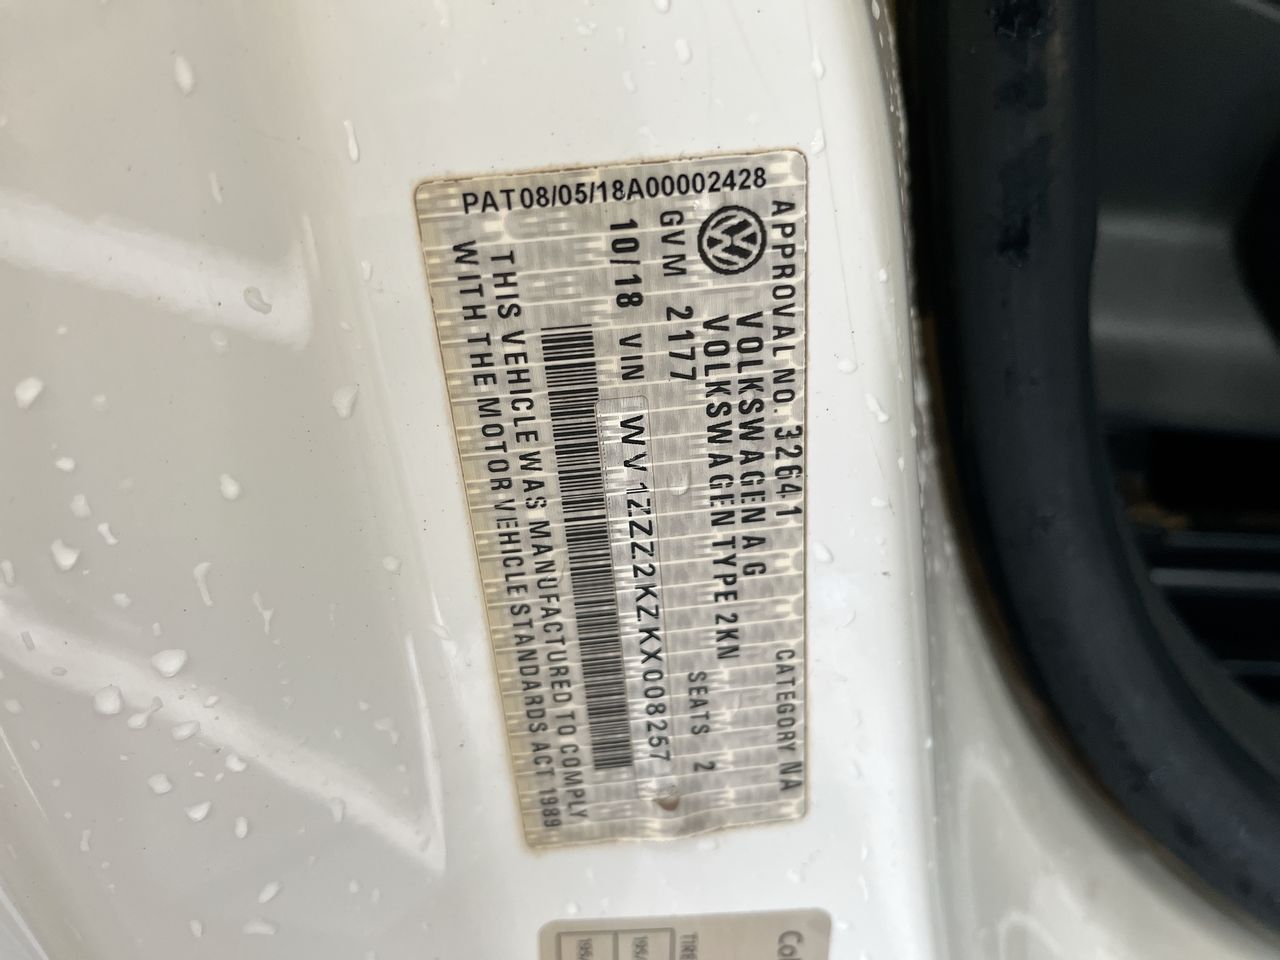 PAT08/05/18A00002428
APPROVAL NO. 32641 CATEGORY NA
VOLKSWAGEN AG
VOLKSWAGEN TYPE 2KN
GVM 2177 SEATS 2
10/18 VIN WV1ZZZ2KZKX008257
THIS VEHICLE WAS MANUFACTURED TO COMPLY
WITH THE MOTOR VEHICLE STANDARDS ACT 1989